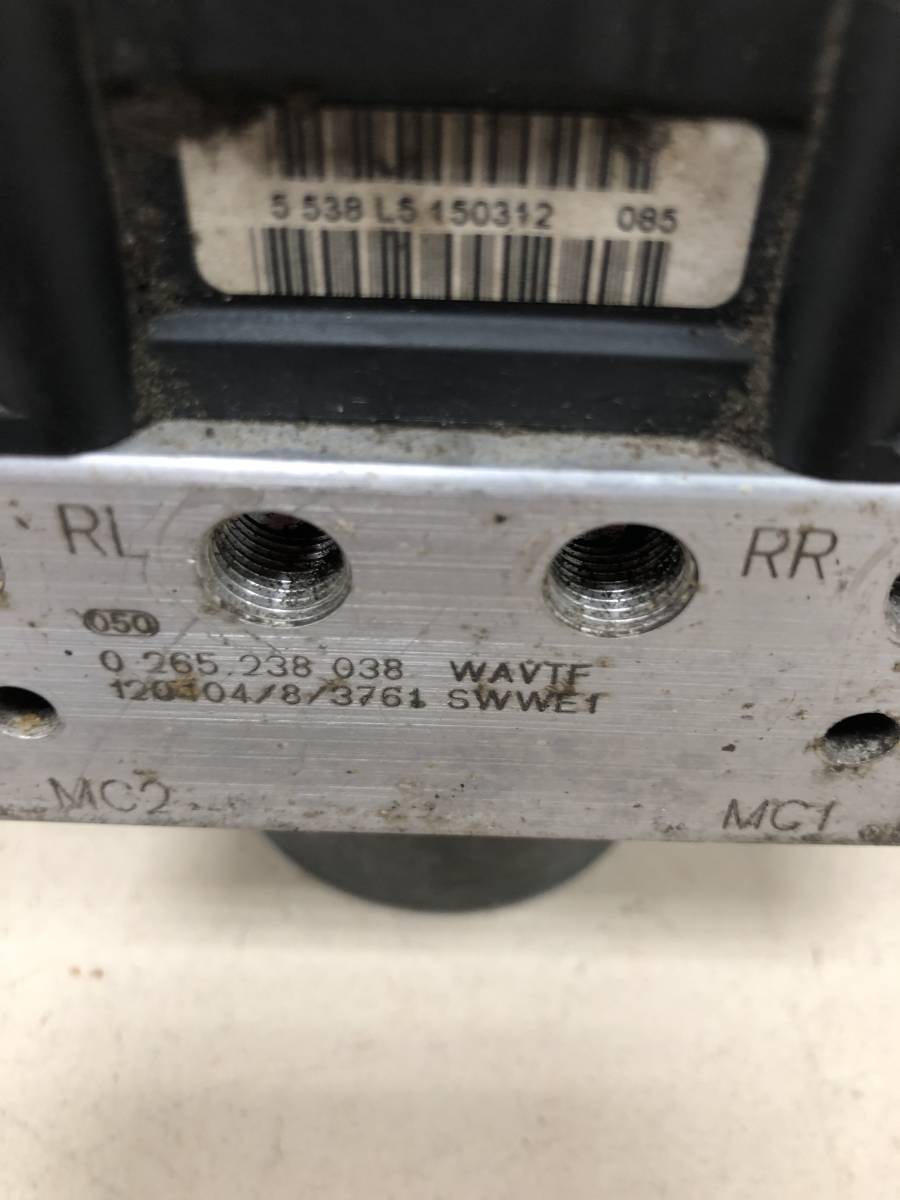 5 538 L5 150312 085
RL RR
050
0 265 238 038 WAVTF
120404/8/3761 SWWE1
MC2 MC1